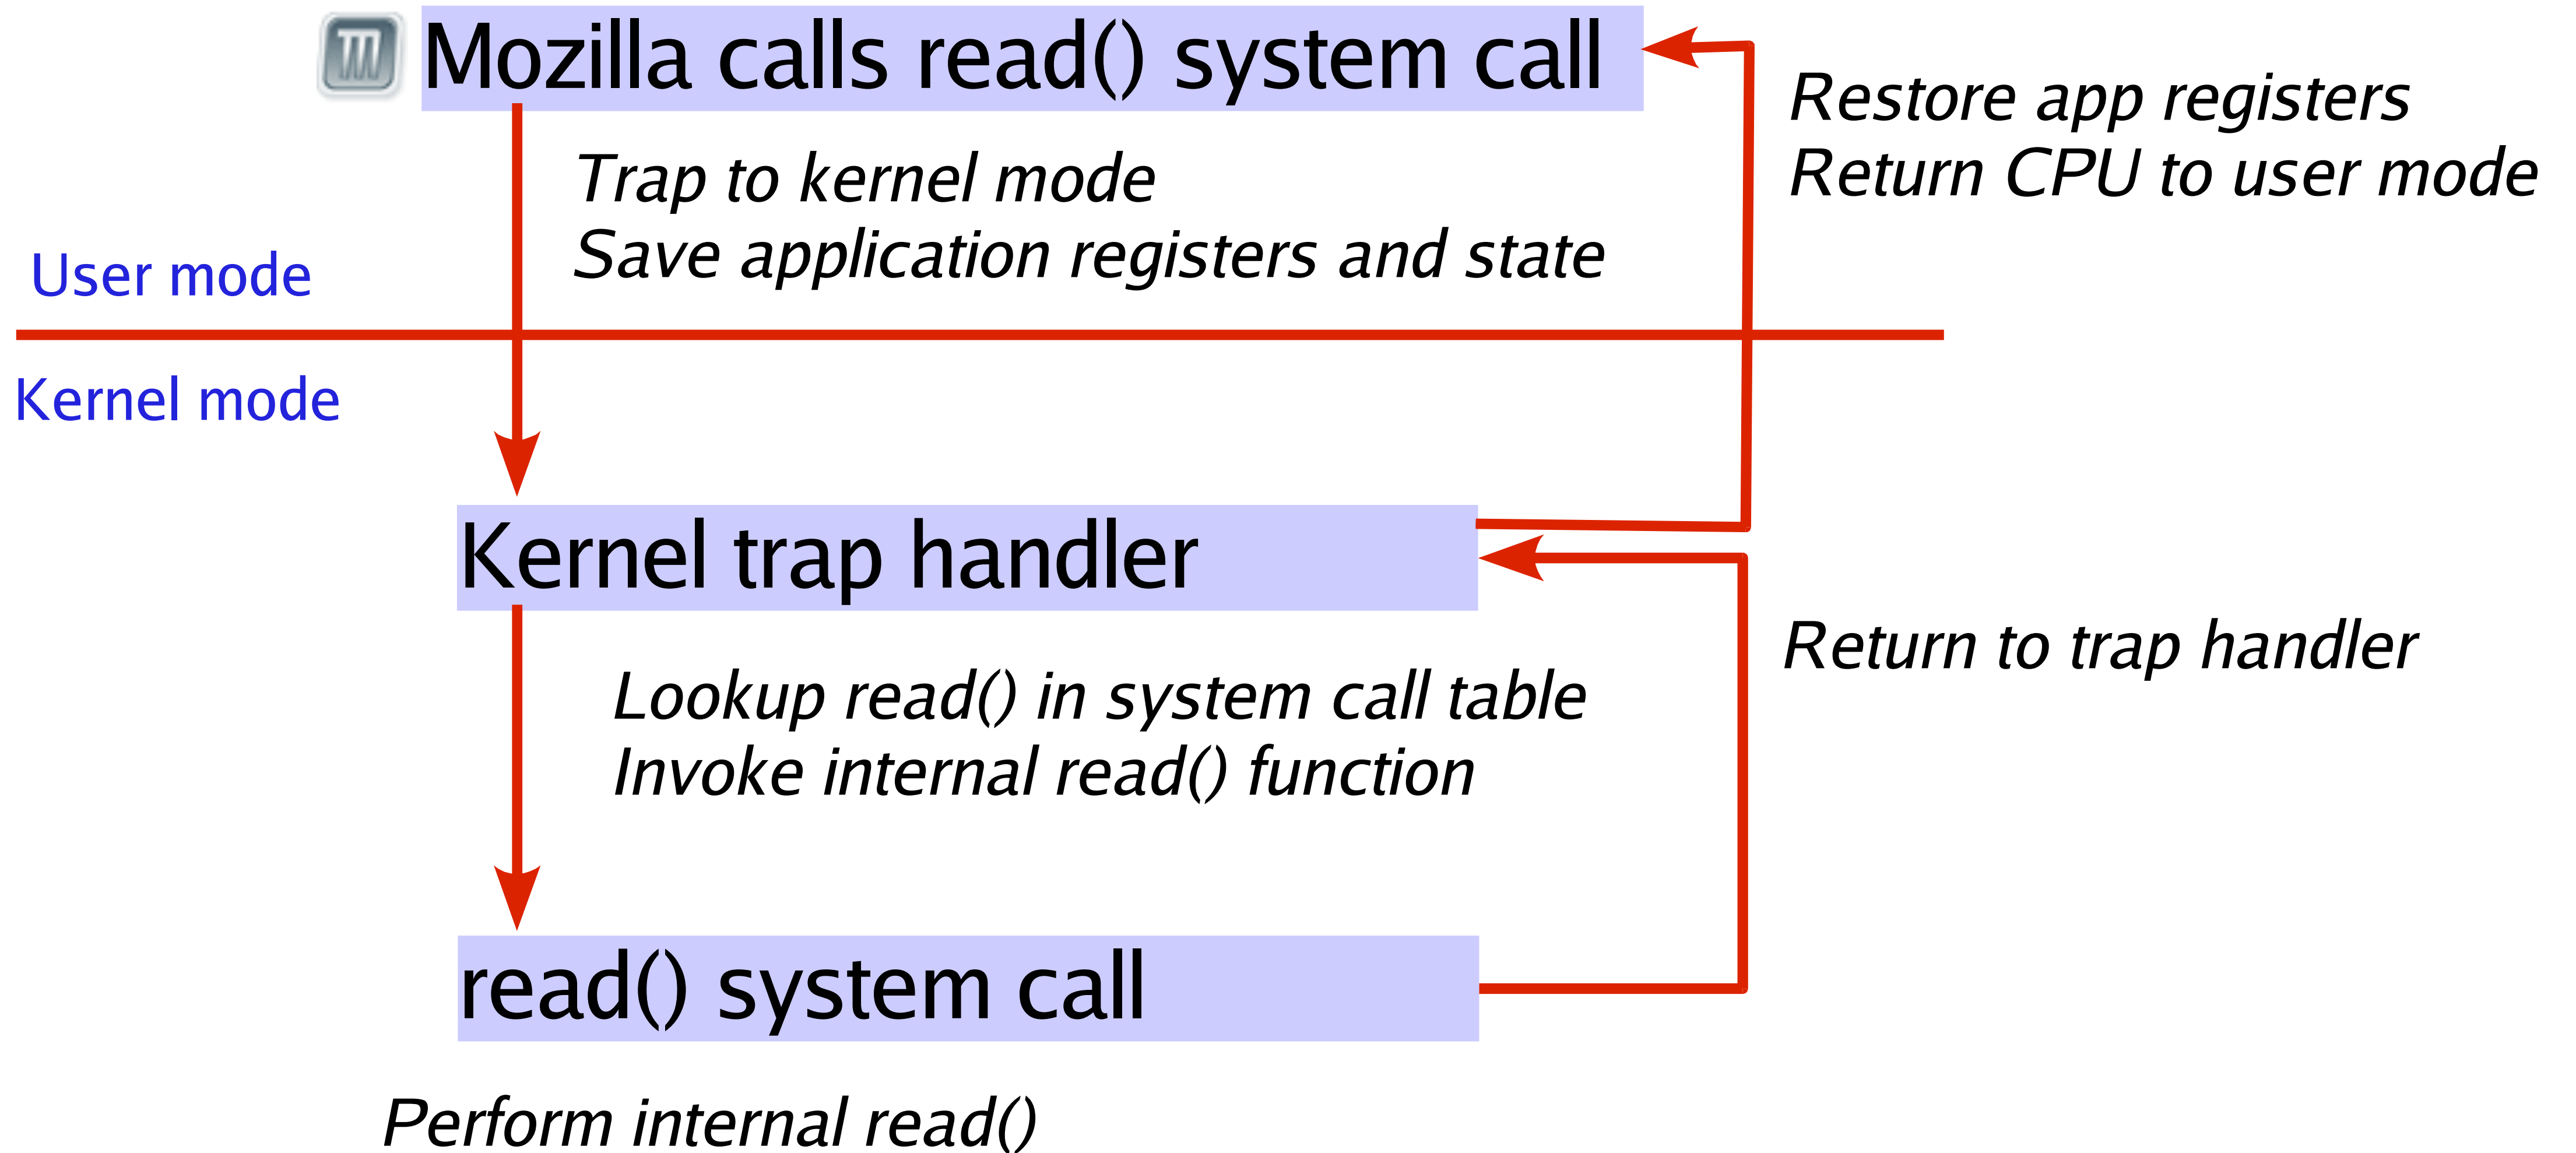 Mozilla calls read() system call
Restore app registers
Return CPU to user mode
Trap to kernel mode
Save application registers and state
User mode
Kernel mode
Kernel trap handler
Return to trap handler
Lookup read() in system call table
Invoke internal read() function
read() system call
Perform internal read()